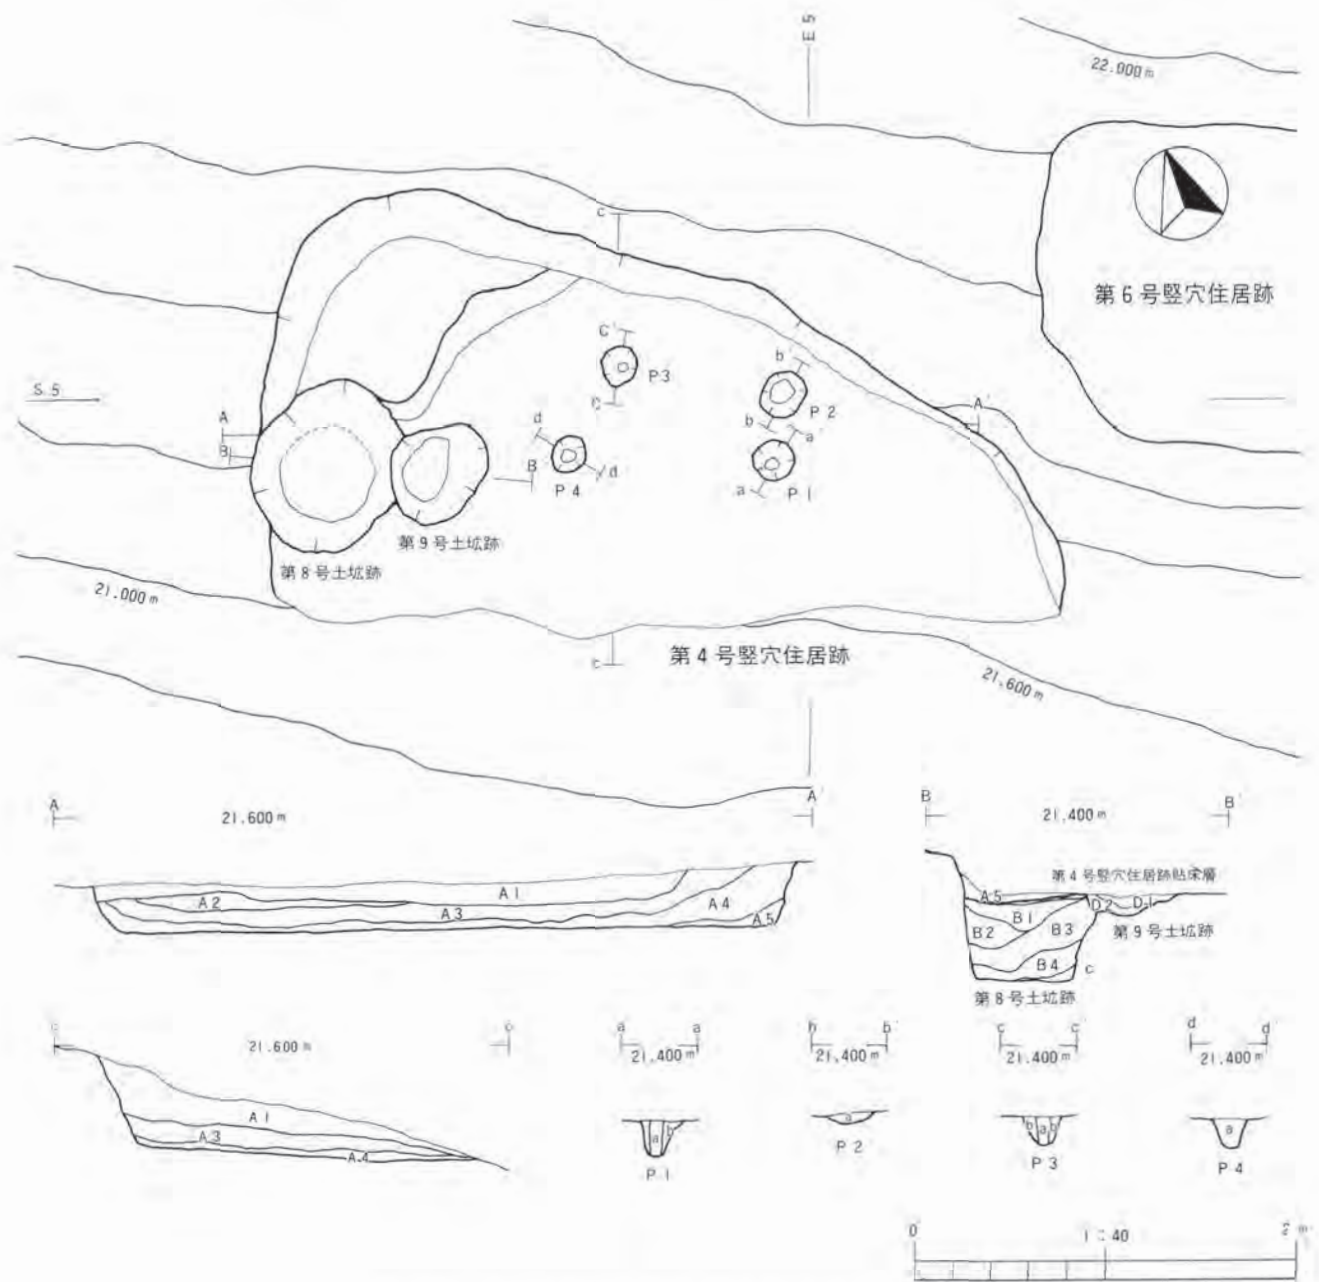 E 5
22.000 m
c
第6号竪穴住居跡
S 5
C' P 3
b' P 2
A'
A
B
d
C
b
a'
B'
P 4 d'
a P 1
第9号土坑跡
第8号土坑跡
21.000 m
第4号竪穴住居跡
21,600 m
A 21.600 m A'
B 21.400 m B'
第4号竪穴住居跡貼床層
A 1
A 2
A 3
A 4
A 5
A.5
B 1
B 2
B 3
B 4
c
D 2 D-1
第9号土坑跡
第8号土坑跡
21.600 m
A 1
A.3
A.4
a a'
21,400 m
a b
P 1
b b'
21,400 m
a
P 2
c c'
21.400 m
b a b
P 3
d d'
21.400 m
a
P 4
0 1:40 2 m